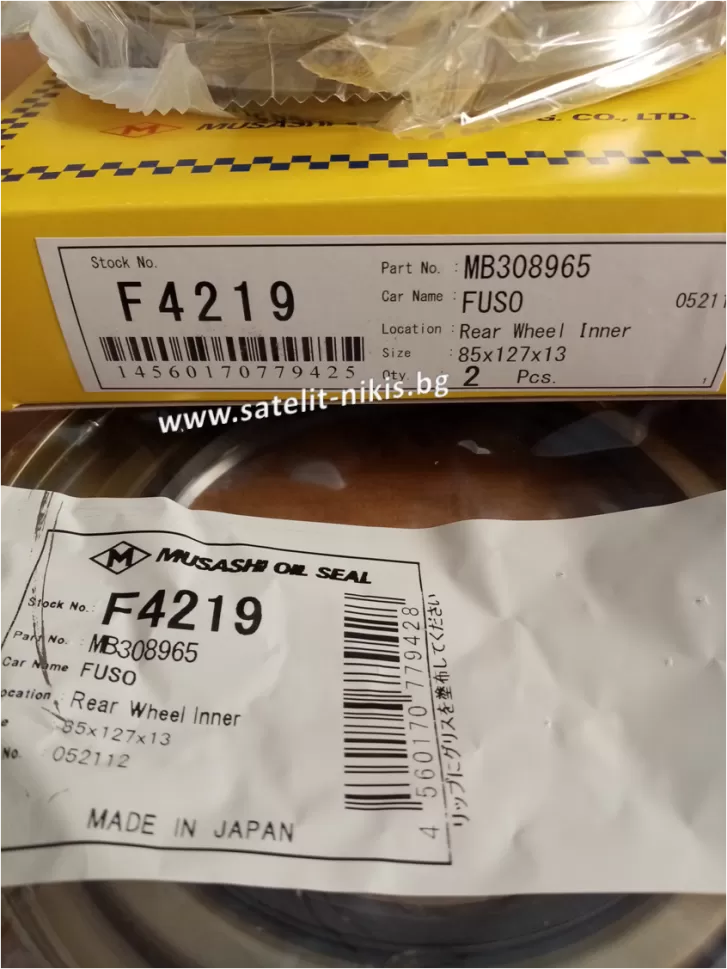 M MUSASHI G. CO., LTD.
Stock No.
F4219
14560170779425
Part No. : MB308965
Car Name : FUSO
05211
Location : Rear Wheel Inner
Size : 85x127x13
Qty. 2 Pcs.
1
www.satelit-nikis.bg
M MUSASHI OIL SEAL
Stock No.: F4219
Part No. : MB308965
Car Name FUSO
ocation : Rear Wheel Inner
e 85x127x13
No. : 052112
MADE IN JAPAN
4 560170 779428
リップにグリスを塗布してください